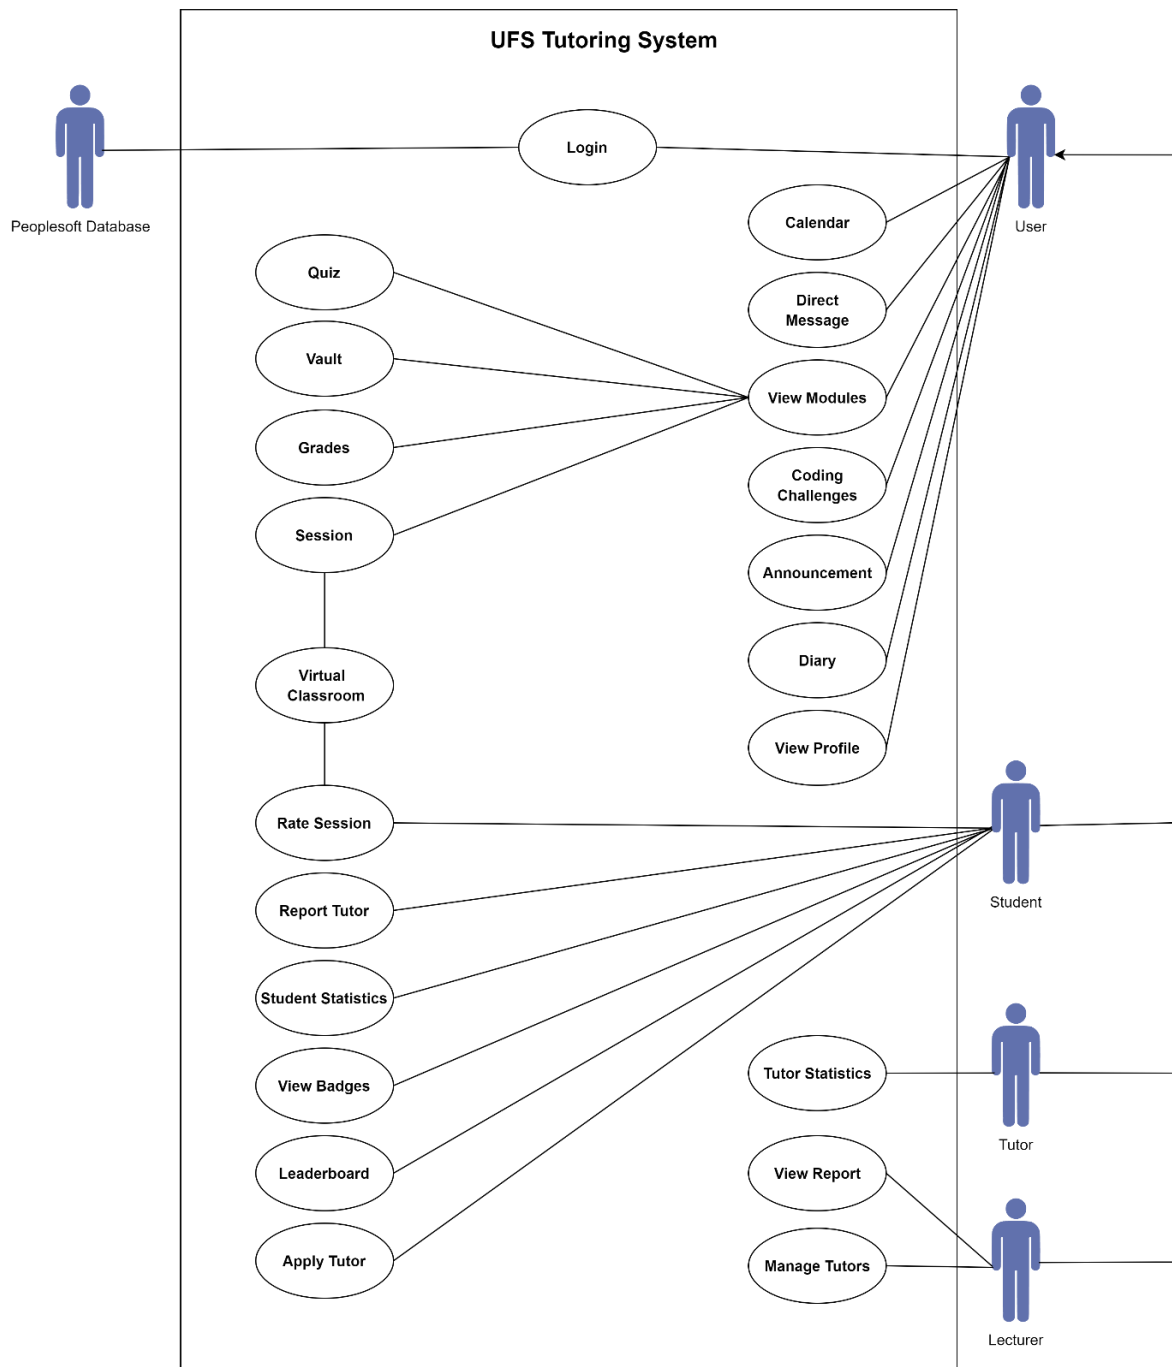 UFS Tutoring System
Login
Peoplesoft Database
User
Calendar
Quiz
Direct
Message
Vault
View Modules
Grades
Coding
Challenges
Session
Announcement
Virtual
Classroom
Diary
View Profile
Rate Session
Student
Report Tutor
Student Statistics
Tutor Statistics
View Badges
Tutor
Leaderboard
View Report
Apply Tutor
Manage Tutors
Lecturer